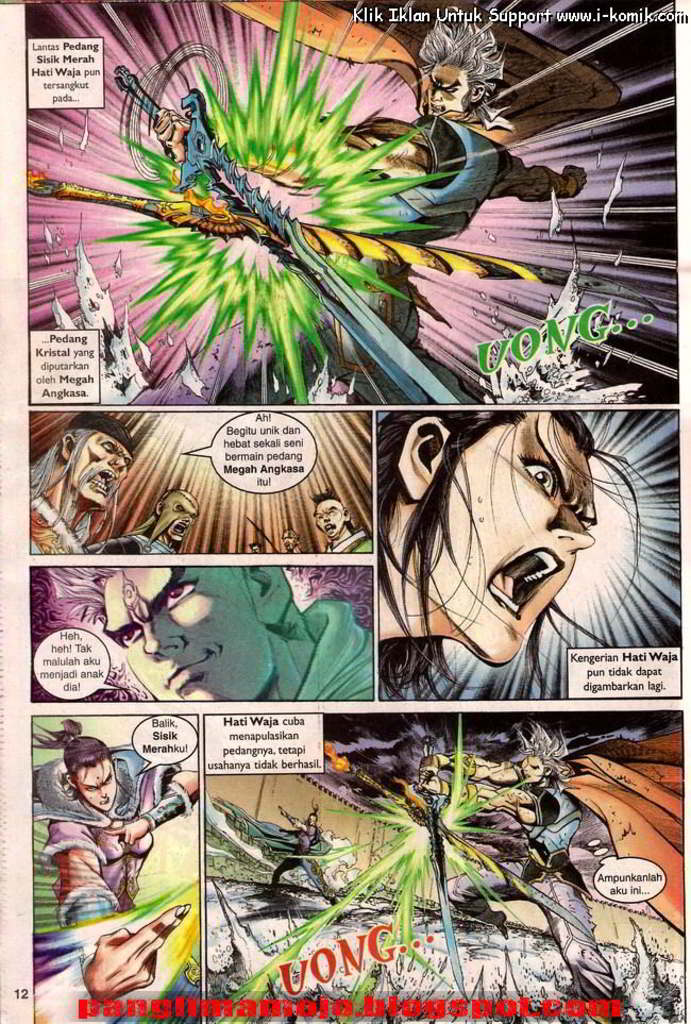 Klik Iklan Untuk Support www.i-komik.com
Lantas Pedang
Sisik Merah
Hati Waja pun
tersangkut
pada...
...Pedang
Kristal yang
diputarkan
oleh Megah
Angkasa.
UONG...
Ah!
Begitu unik dan
hebat sekali seni
bermain pedang
Megah Angkasa
itu!
Heh,
heh! Tak
malulah aku
menjadi anak
dia!
Kengerian Hati Waja
pun tidak dapat
digambarkan lagi.
Balik,
Sisik
Merahku!
Hati Waja cuba
menapulasikan
pedangnya, tetapi
usahanya tidak berhasil.
Ampunkanlah
aku ini...
UONG...
12
panglimamoja.blogspot.com